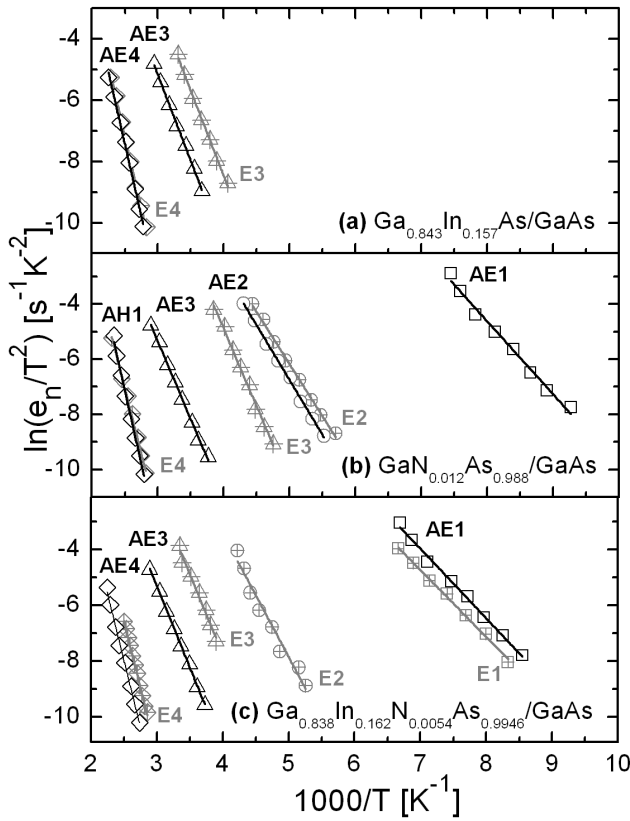 -4
-6
-8
-10
AE4
AE3
E4
E3
(a) Ga0.843In0.157As/GaAs
-4
-6
-8
-10
AH1
AE3
AE2
AE1
E4
E3
E2
(b) GaN0.012As0.988/GaAs
-4
-6
-8
-10
AE4
AE3
AE1
E4
E3
E2
E1
(c) Ga0.838In0.162N0.0054As0.9946/GaAs
ln(en/T2) [s-1K-2]
2 3 4 5 6 7 8 9 10
1000/T [K-1]